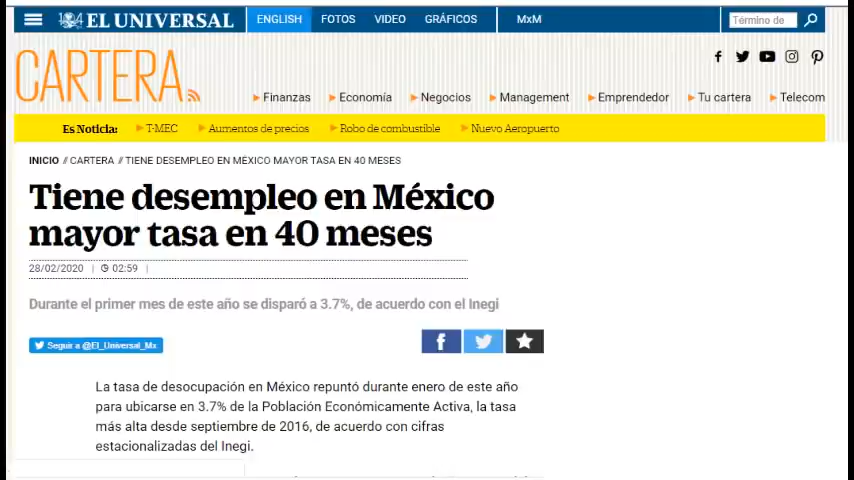 EL UNIVERSAL ENGLISH FOTOS VIDEO GRÁFICOS MxM Término de
CARTERA
Finanzas Economía Negocios Management Emprendedor Tu cartera Telecom
Es Noticia: T-MEC Aumentos de precios Robo de combustible Nuevo Aeropuerto
INICIO // CARTERA // TIENE DESEMPLEO EN MÉXICO MAYOR TASA EN 40 MESES
Tiene desempleo en México
mayor tasa en 40 meses
28/02/2020 | 02:59 |
Durante el primer mes de este año se disparó a 3.7%, de acuerdo con el Inegi
Seguir a @El_Universal_Mx
La tasa de desocupación en México repuntó durante enero de este año
para ubicarse en 3.7% de la Población Económicamente Activa, la tasa
más alta desde septiembre de 2016, de acuerdo con cifras
estacionalizadas del Inegi.